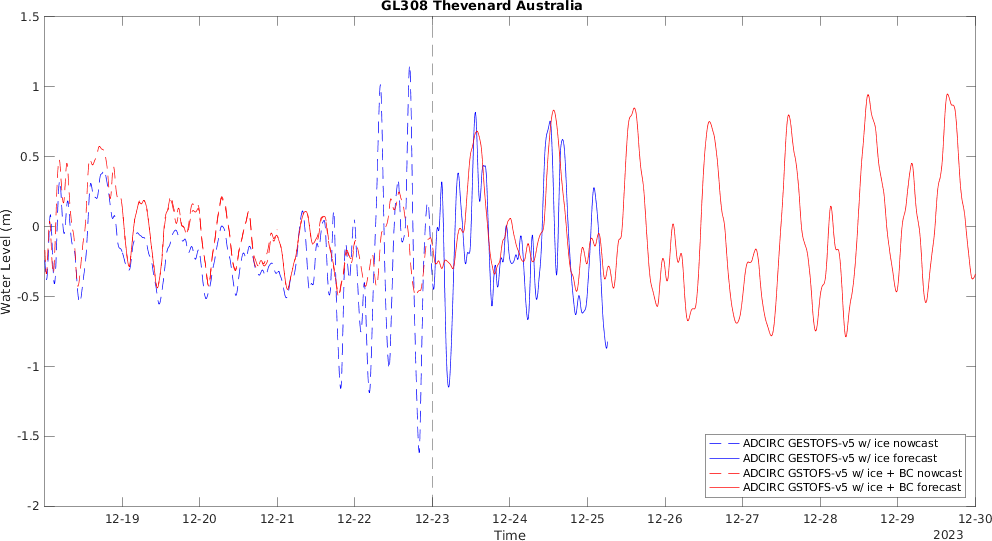 GL308 Thevenard Australia
1.5
1
0.5
0
-0.5
-1
-1.5
-2
Water Level (m)
12-19 12-20 12-21 12-22 12-23 12-24 12-25 12-26 12-27 12-28 12-29 12-30
Time
2023
ADCIRC GESTOFS-v5 w/ ice nowcast
ADCIRC GESTOFS-v5 w/ ice forecast
ADCIRC GSTOFS-v5 w/ ice + BC nowcast
ADCIRC GSTOFS-v5 w/ ice + BC forecast